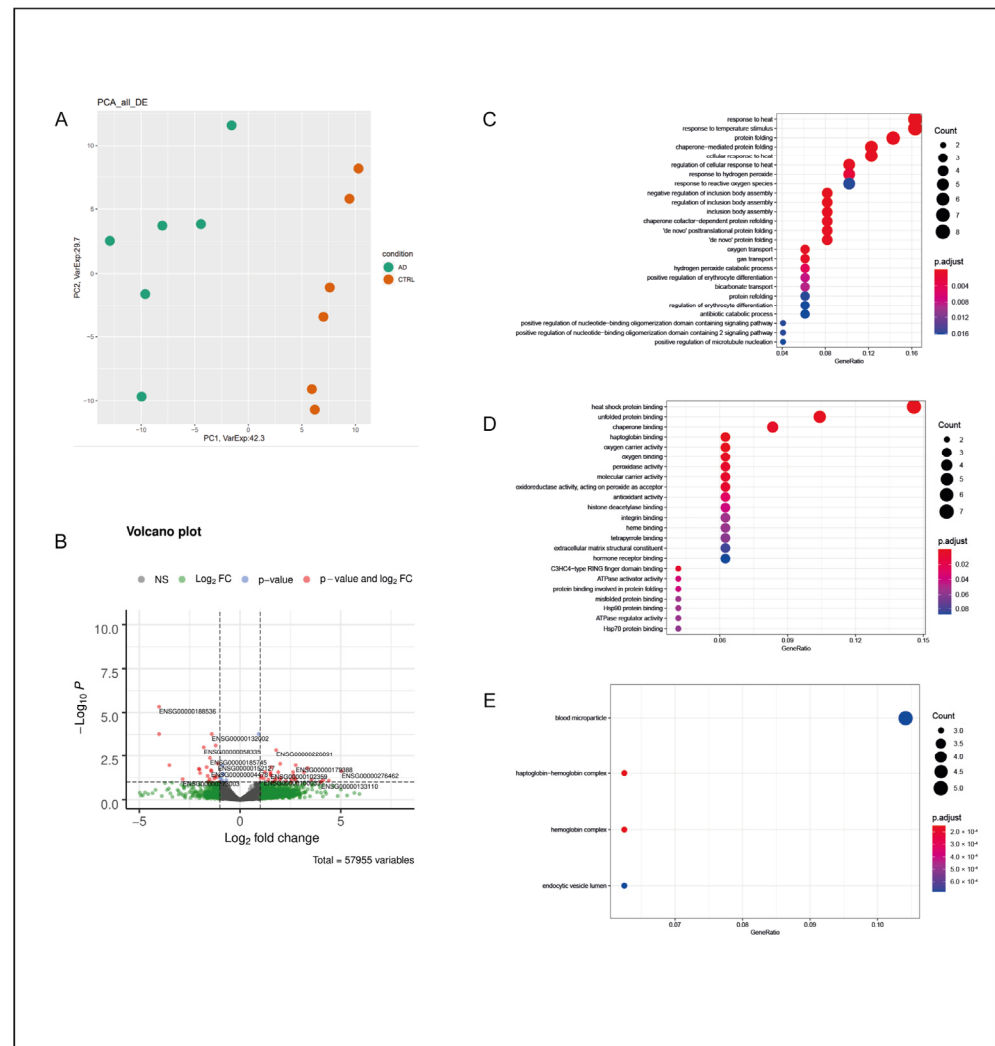 A
PCA_all_DE
10
5
0
-5
-10
PC2, VarExp:29.7
-10
-5
0
5
10
PC1, VarExp:42.3
condition
AD
CTRL
B
Volcano plot
NS
Log2 FC
p-value
p - value and log2 FC
10.0
7.5
5.0
2.5
0.0
-Log10 P
ENSG00000188536
ENSG00000132002
ENSG00000185745
ENSG00000152127
ENSG00000179388
ENSG00000102359
ENSG00000276462
ENSG00000133110
-5
0
5
Log2 fold change
Total = 57955 variables
C
response to heat
response to temperature stimulus
protein folding
chaperone-mediated protein folding
cellular response to heat
regulation of cellular response to heat
response to hydrogen peroxide
response to reactive oxygen species
negative regulation of inclusion body assembly
regulation of inclusion body assembly
inclusion body assembly
chaperone cofactor-dependent protein refolding
'de novo' posttranslational protein folding
'de novo' protein folding
oxygen transport
gas transport
hydrogen peroxide catabolic process
positive regulation of erythrocyte differentiation
bicarbonate transport
protein refolding
regulation of erythrocyte differentiation
antibiotic catabolic process
positive regulation of nucleotide-binding oligomerization domain containing signaling pathway
positive regulation of nucleotide-binding oligomerization domain containing 2 signaling pathway
positive regulation of microtubule nucleation
0.04
0.08
0.12
0.16
GeneRatio
Count
2
3
4
5
6
7
8
p.adjust
0.004
0.008
0.012
0.016
D
heat shock protein binding
unfolded protein binding
chaperone binding
haptoglobin binding
oxygen carrier activity
oxygen binding
peroxidase activity
molecular carrier activity
oxidoreductase activity, acting on peroxide as acceptor
antioxidant activity
histone deacetylase binding
integrin binding
heme binding
tetrapyrrole binding
extracellular matrix structural constituent
hormone receptor binding
C3HC4-type RING finger domain binding
ATPase activator activity
protein binding involved in protein folding
misfolded protein binding
Hsp90 protein binding
ATPase regulator activity
Hsp70 protein binding
0.06
0.09
0.12
0.15
GeneRatio
Count
2
3
4
5
6
7
p.adjust
0.02
0.04
0.06
0.08
E
blood microparticle
haptoglobin-hemoglobin complex
hemoglobin complex
endocytic vesicle lumen
0.07
0.08
0.09
0.10
GeneRatio
Count
3.0
3.5
4.0
4.5
5.0
p.adjust